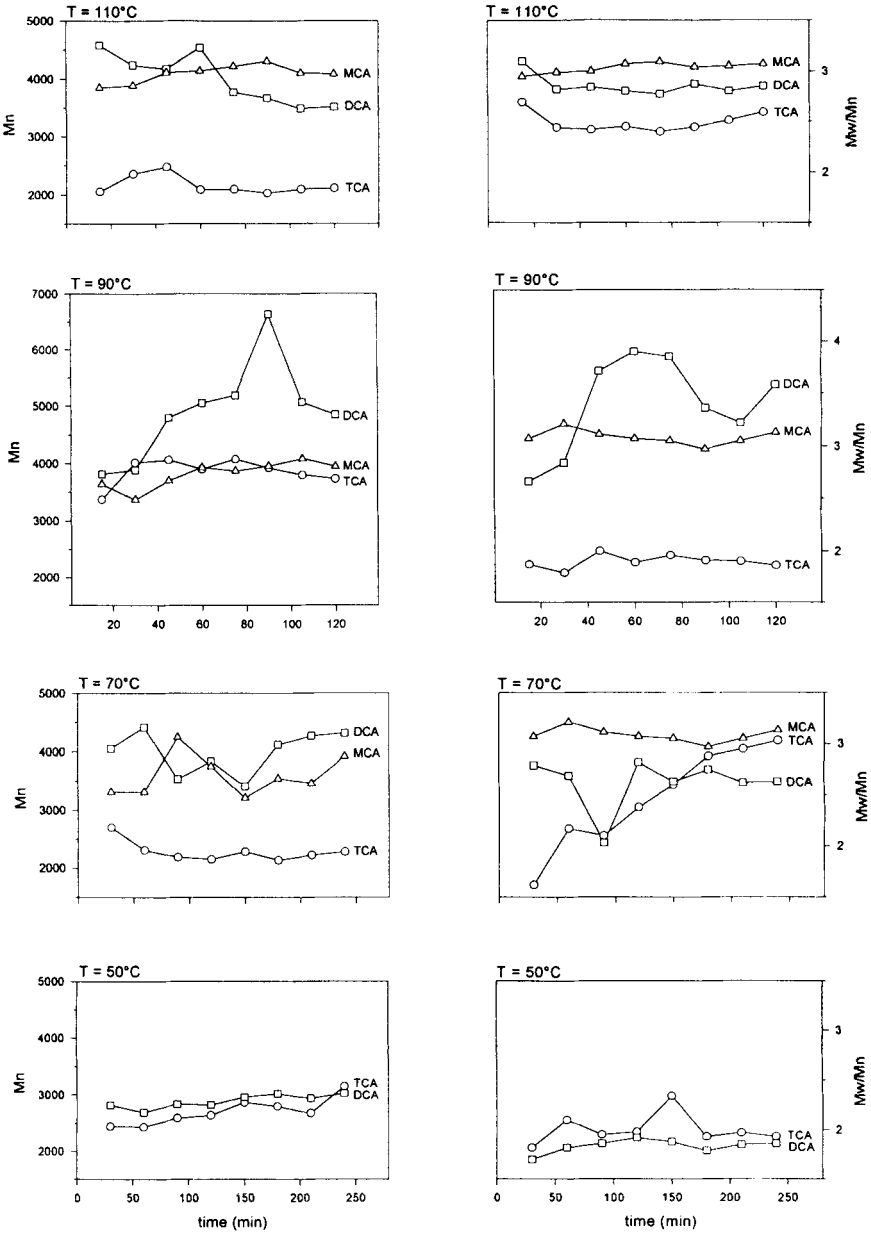 T = 110°C
5000
4000
3000
2000
Mn
MCA
DCA
TCA
T = 110°C
3
2
Mw/Mn
MCA
DCA
TCA
T = 90°C
7000
6000
5000
4000
3000
2000
Mn
DCA
MCA
TCA
20 40 60 80 100 120
T = 90°C
4
3
2
Mw/Mn
DCA
MCA
TCA
20 40 60 80 100 120
T = 70°C
5000
4000
3000
2000
Mn
DCA
MCA
TCA
T = 70°C
3
2
Mw/Mn
MCA
TCA
DCA
T = 50°C
5000
4000
3000
2000
Mn
TCA
DCA
0 50 100 150 200 250
time (min)
T = 50°C
3
2
Mw/Mn
TCA
DCA
0 50 100 150 200 250
time (min)